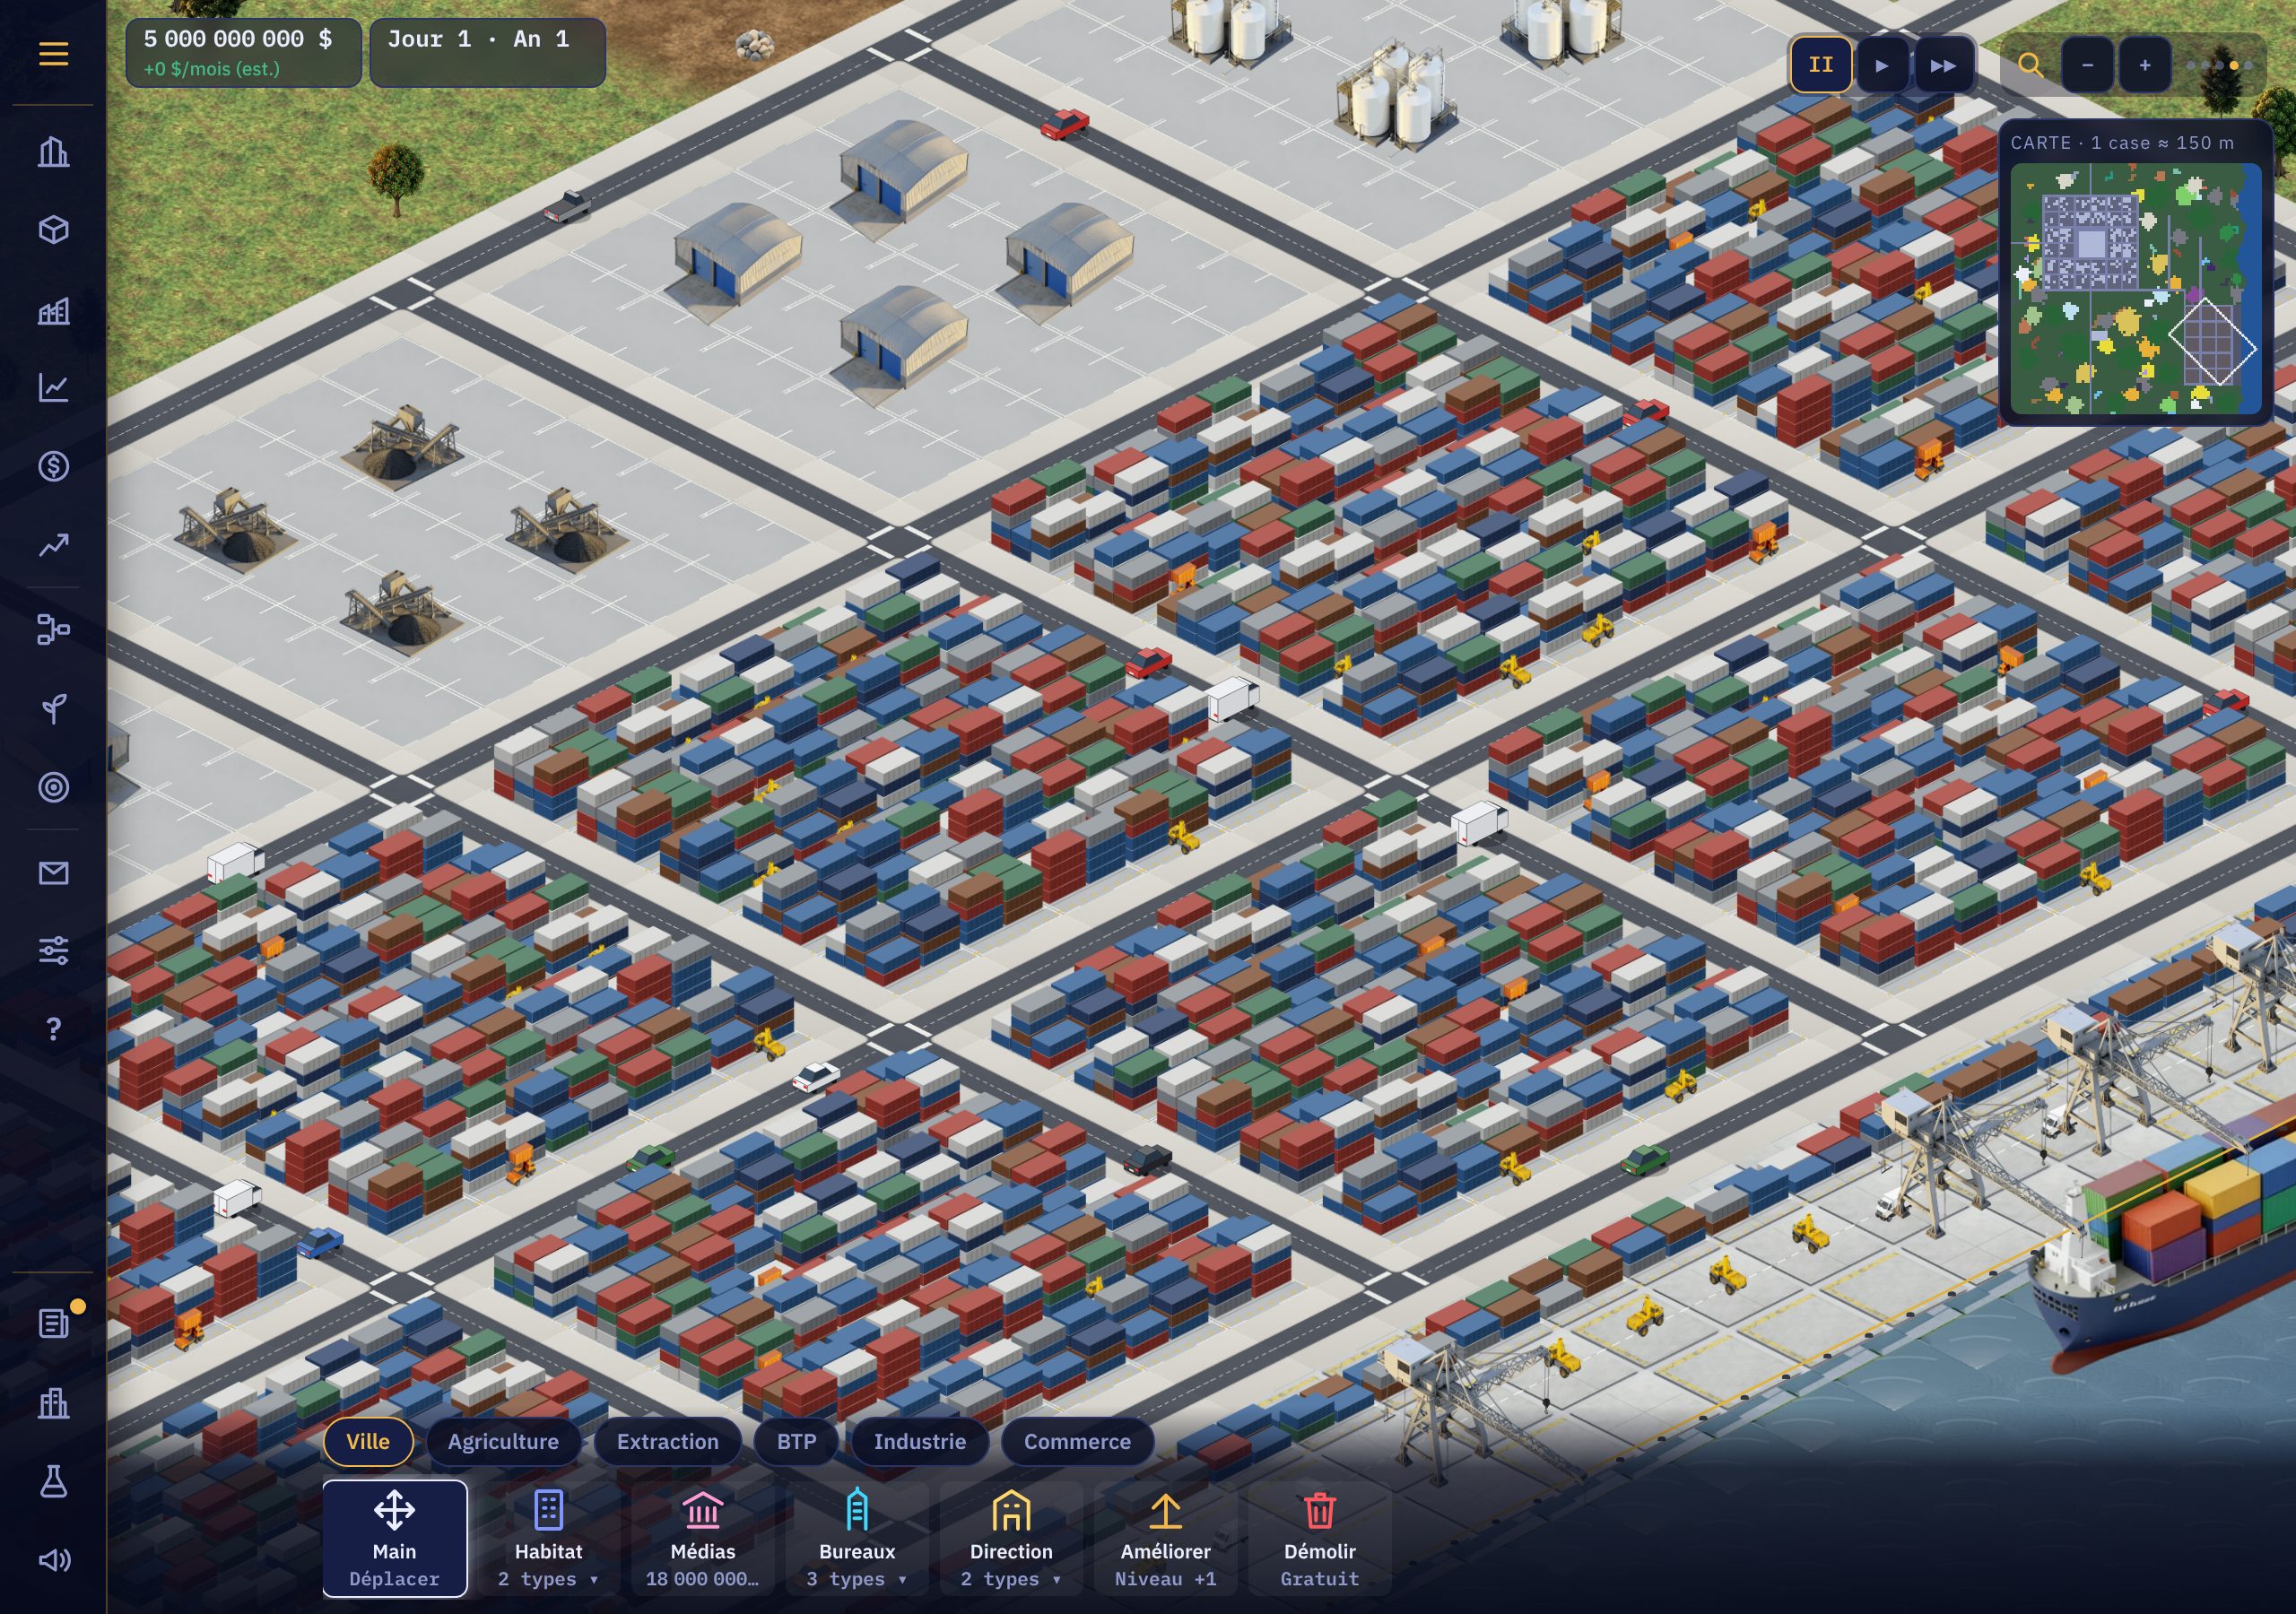 5 000 000 000 $
+0 $/mois (est.)
Jour 1 · An 1
CARTE · 1 case ≈ 150 m
Ville
Agriculture
Extraction
BTP
Industrie
Commerce
Main
Déplacer
Habitat
2 types ▾
Médias
18 000 000…
Bureaux
3 types ▾
Direction
2 types ▾
Améliorer
Niveau +1
Démolir
Gratuit